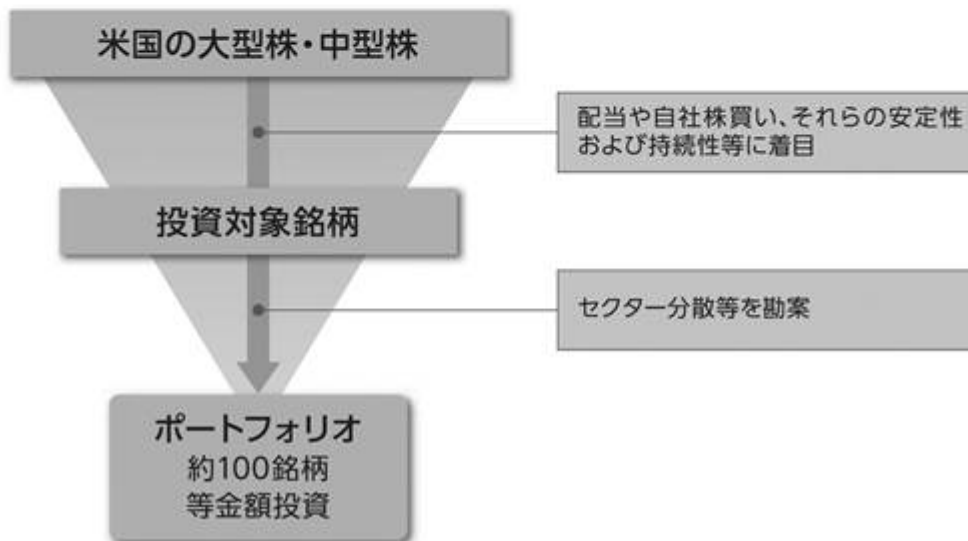 米国の大型株・中型株
配当や自社株買い、それらの安定性
および持続性等に着目
投資対象銘柄
セクター分散等を勘案
ポートフォリオ
約100銘柄
等金額投資